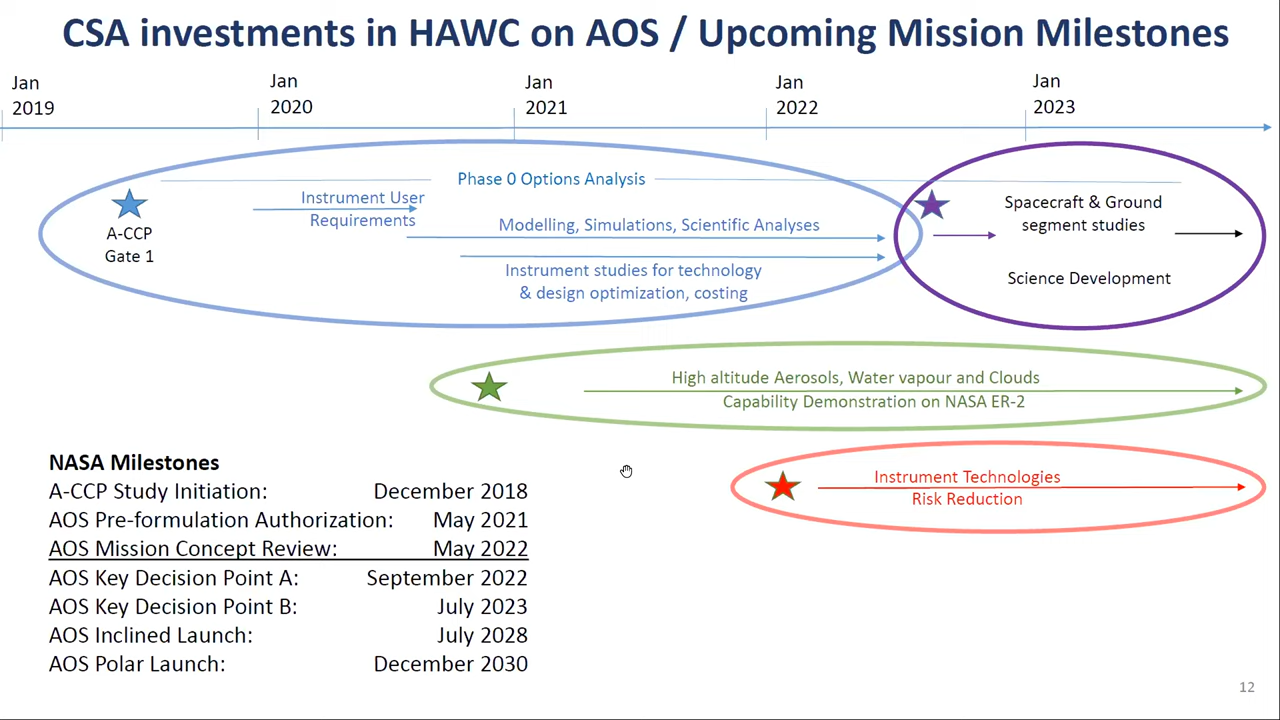 CSA investments in HAWC on AOS / Upcoming Mission Milestones
Jan
2019
Jan
2020
Jan
2021
Jan
2022
Jan
2023
Phase 0 Options Analysis
A-CCP
Gate 1
Instrument User
Requirements
Modelling, Simulations, Scientific Analyses
Instrument studies for technology
& design optimization, costing
Spacecraft & Ground
segment studies
Science Development
High altitude Aerosols, Water vapour and Clouds
Capability Demonstration on NASA ER-2
Instrument Technologies
Risk Reduction
NASA Milestones
A-CCP Study Initiation: December 2018
AOS Pre-formulation Authorization: May 2021
AOS Mission Concept Review: May 2022
AOS Key Decision Point A: September 2022
AOS Key Decision Point B: July 2023
AOS Inclined Launch: July 2028
AOS Polar Launch: December 2030
12